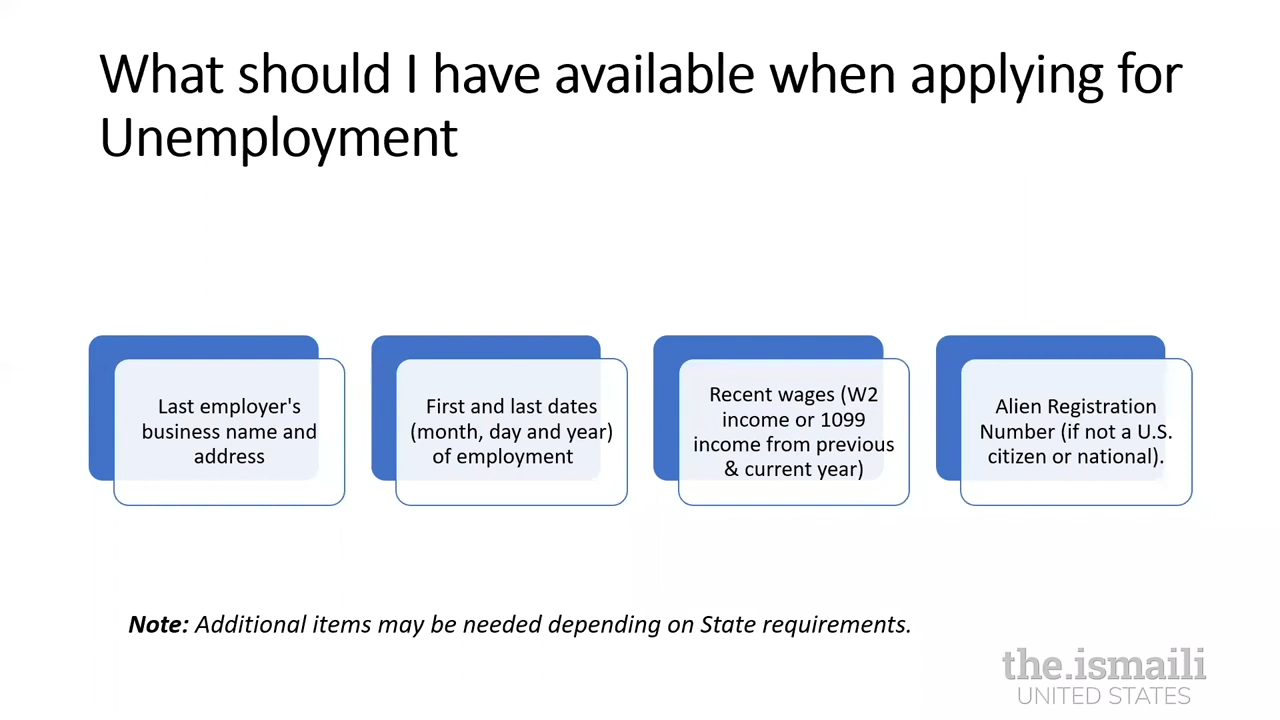 What should I have available when applying for
Unemployment
Last employer's
business name and
address
First and last dates
(month, day and year)
of employment
Recent wages (W2
income or 1099
income from previous
& current year)
Alien Registration
Number (if not a U.S.
citizen or national).
Note: Additional items may be needed depending on State requirements.
the.ismaili
UNITED STATES